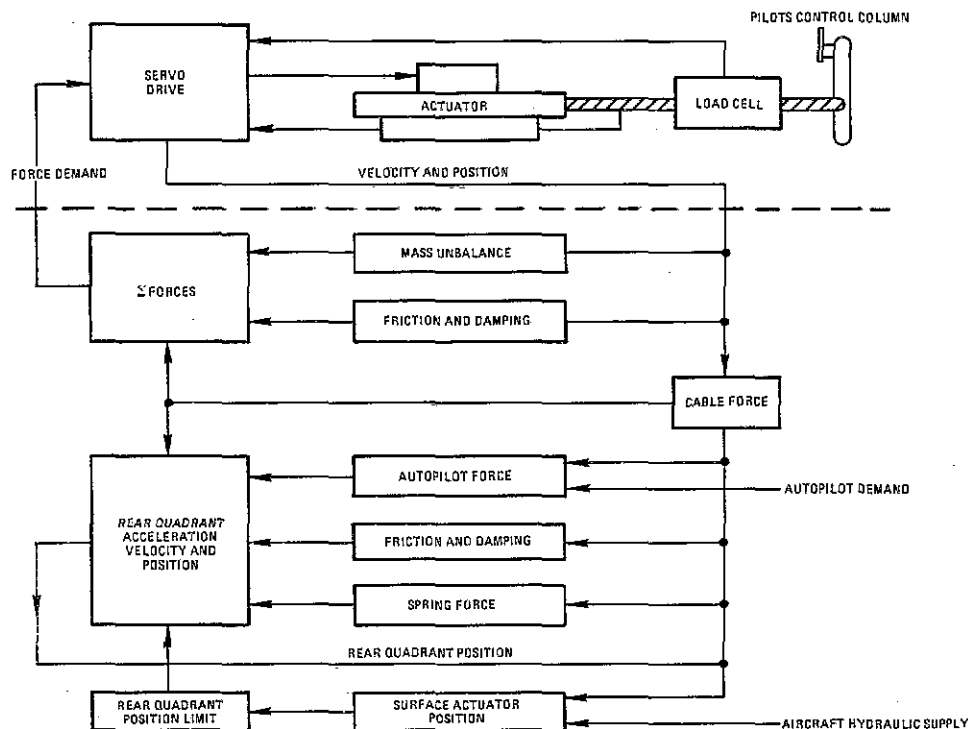 PILOTS CONTROL COLUMN
SERVO
DRIVE
ACTUATOR
LOAD CELL
FORCE DEMAND
VELOCITY AND POSITION
MASS UNBALANCE
Σ FORCES
FRICTION AND DAMPING
CABLE FORCE
AUTOPILOT FORCE
AUTOPILOT DEMAND
REAR QUADRANT
ACCELERATION
VELOCITY AND
POSITION
FRICTION AND DAMPING
SPRING FORCE
REAR QUADRANT POSITION
REAR QUADRANT
POSITION LIMIT
SURFACE ACTUATOR
POSITION
AIRCRAFT HYDRAULIC SUPPLY